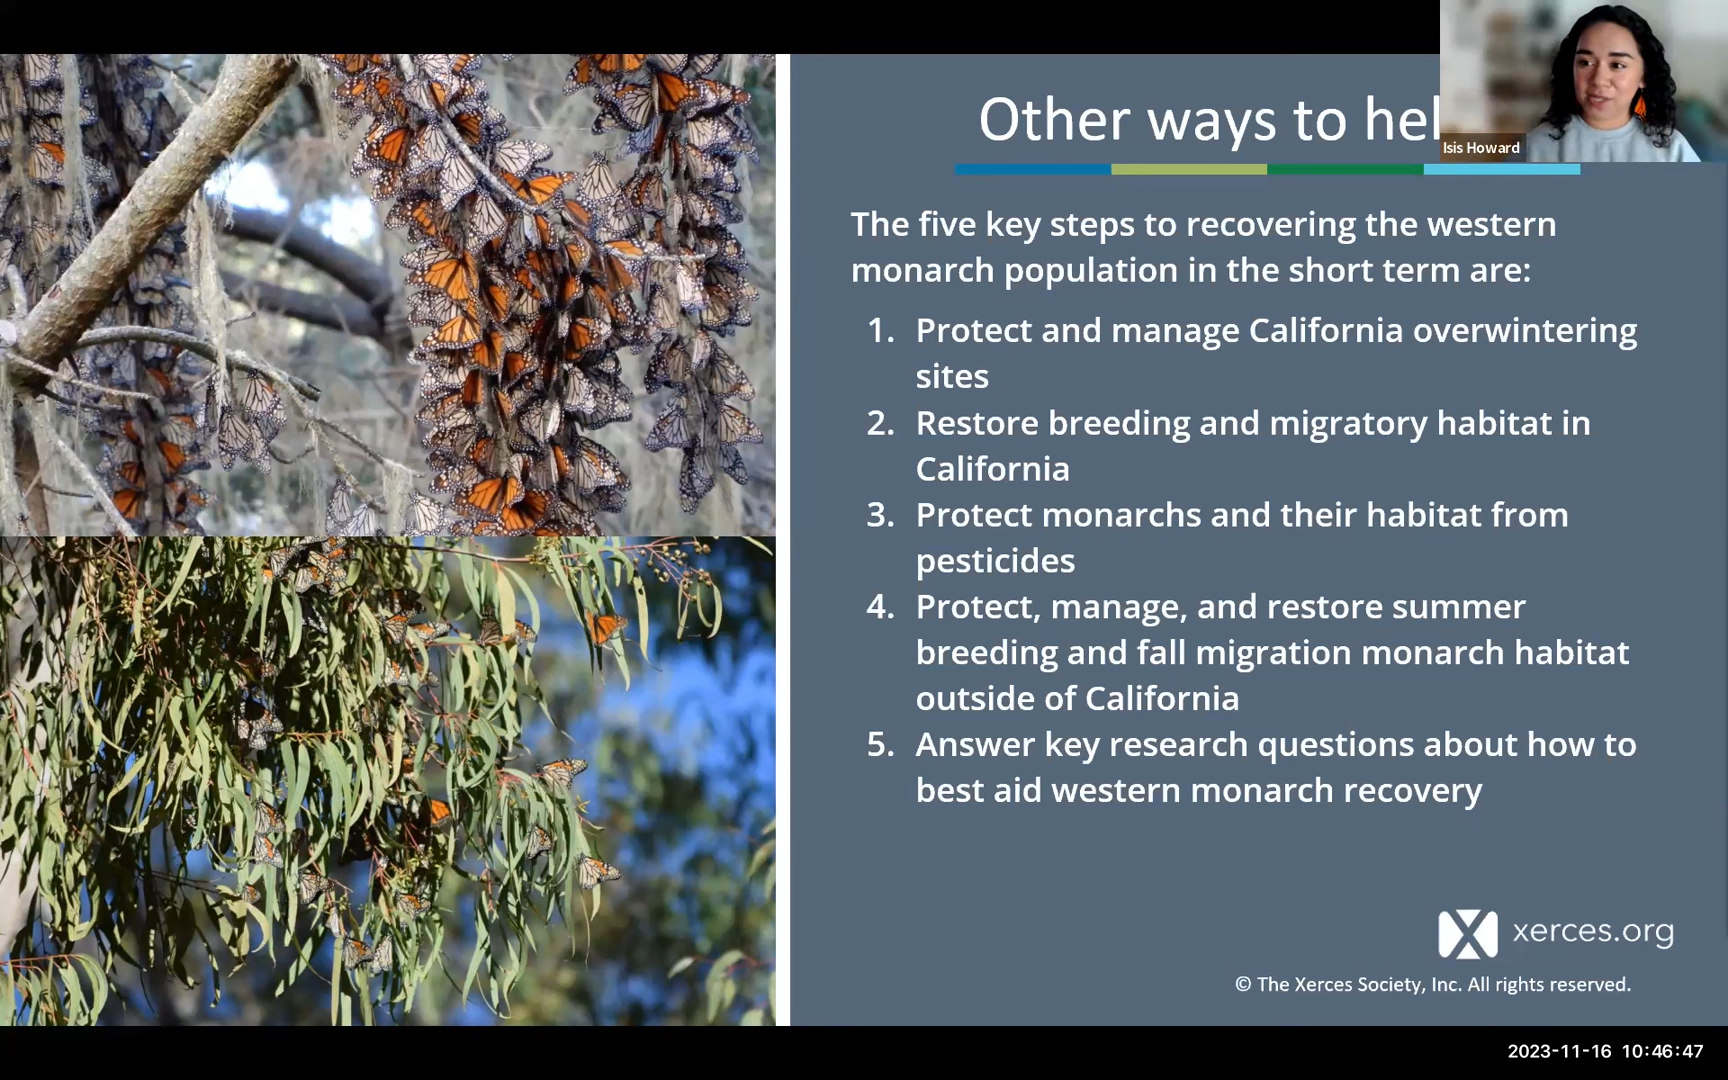 Other ways to hel
Isis Howard
The five key steps to recovering the western
monarch population in the short term are:
1. Protect and manage California overwintering
sites
2. Restore breeding and migratory habitat in
California
3. Protect monarchs and their habitat from
pesticides
4. Protect, manage, and restore summer
breeding and fall migration monarch habitat
outside of California
5. Answer key research questions about how to
best aid western monarch recovery
xerces.org
© The Xerces Society, Inc. All rights reserved.
2023-11-16 10:46:47